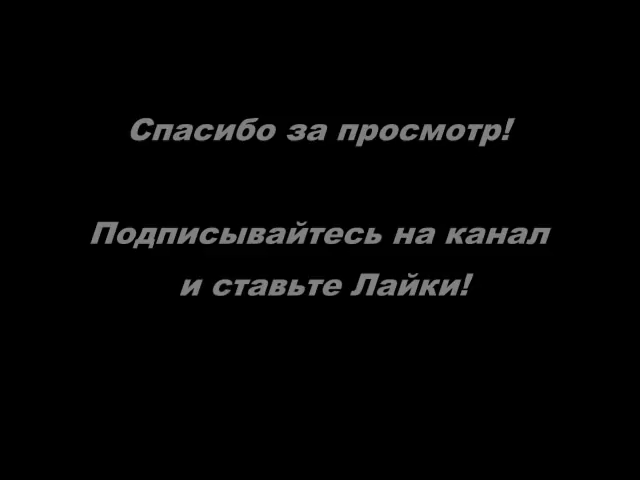 Спасибо за просмотр!
Подписывайтесь на канал
и ставьте Лайки!